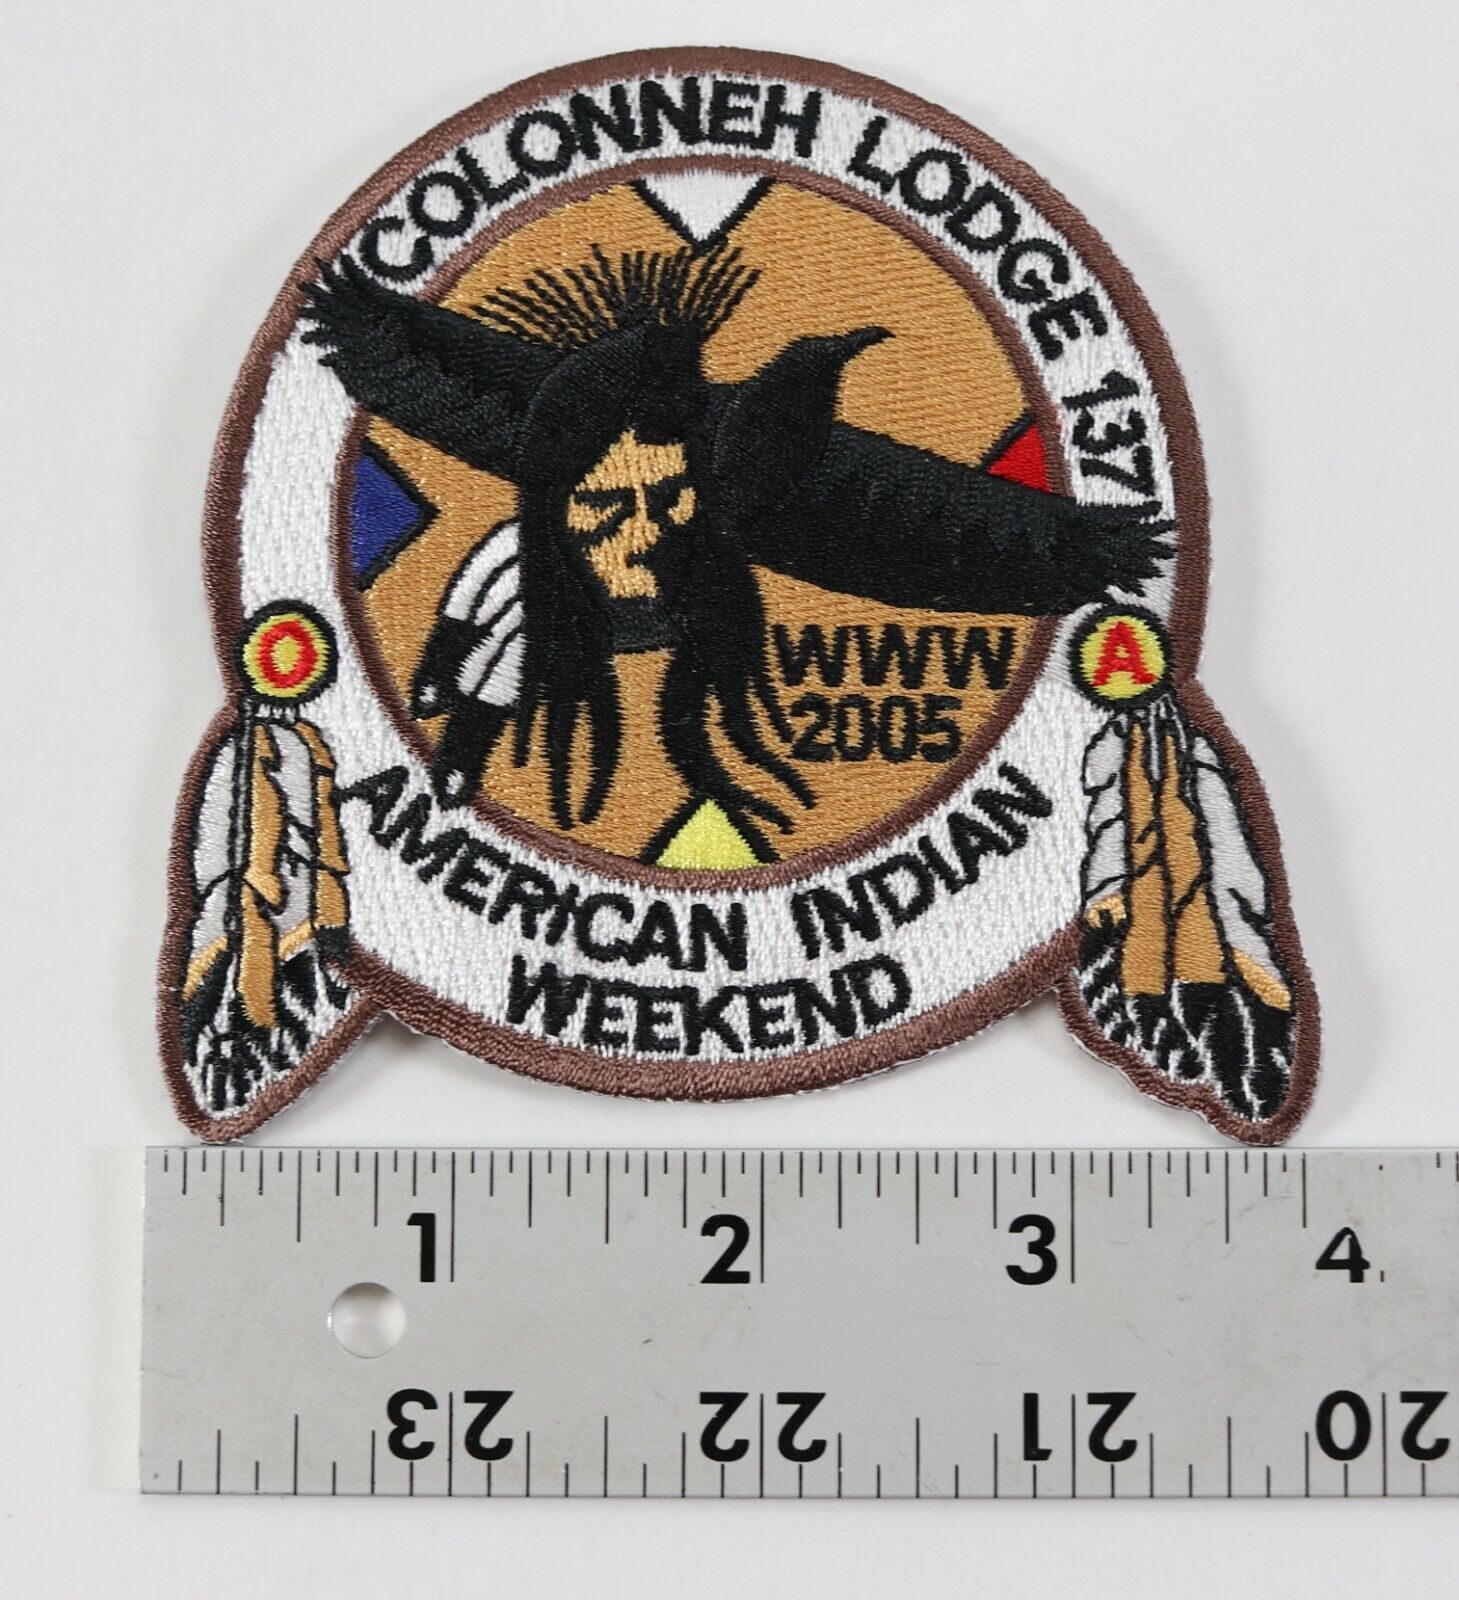 COLONNEH LODGE 137
WWW
2005
O A
AMERICAN INDIAN
WEEKEND
1 2 3 4
23 22 21 20